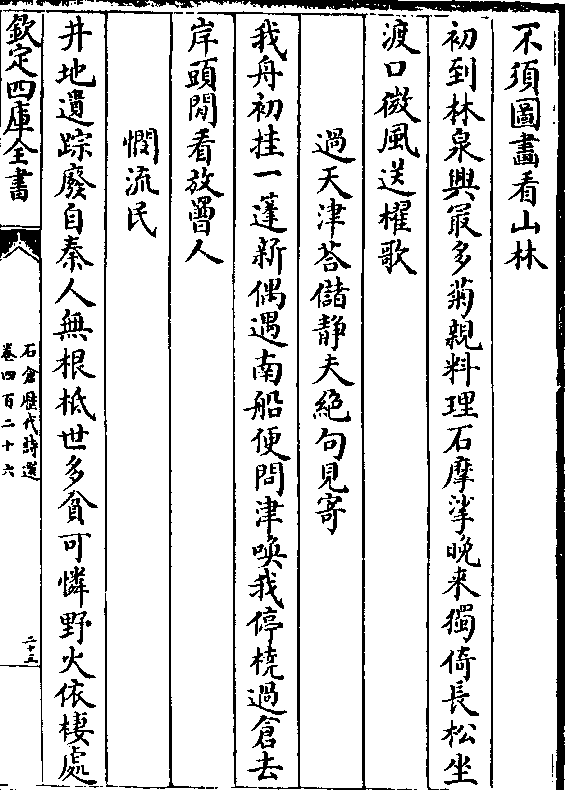 不須圖畫看山林
初到林泉興最多菊親料理石摩挲晚來獨倚長松坐
渡口微風送櫂歌
過天津荅儲静夫絶句見寄
我舟初挂一蓬新偶遇南船便問津喚我停橈過倉去
岸頭閒看放罾人
憫流民
井地遺踪廢自秦人無根柢世多貧可憐野火依棲處
欽定四庫全書
石倉歷代詩選
卷四百二十六
二十三